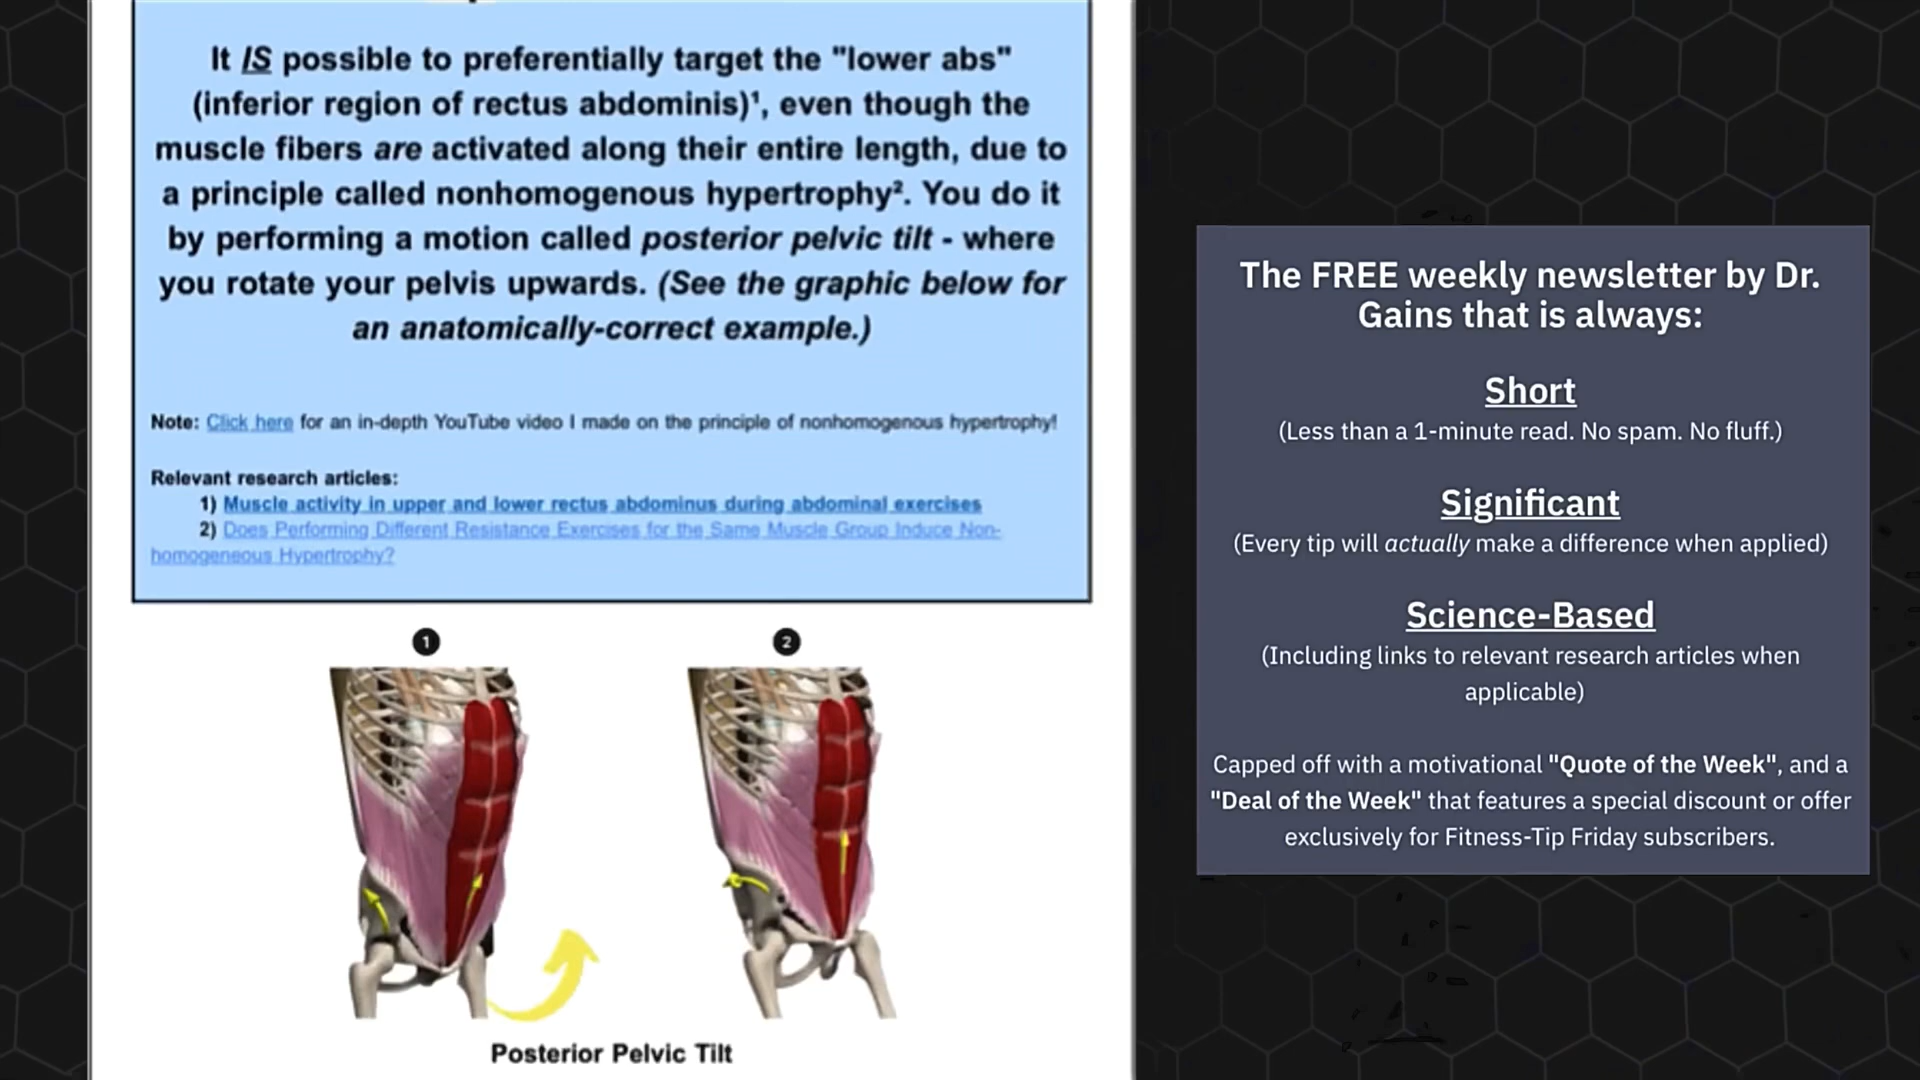 It IS possible to preferentially target the "lower abs"
(inferior region of rectus abdominis)¹, even though the
muscle fibers are activated along their entire length, due to
a principle called nonhomogenous hypertrophy². You do it
by performing a motion called posterior pelvic tilt - where
you rotate your pelvis upwards. (See the graphic below for
an anatomically-correct example.)
Note: Click here for an in-depth YouTube video I made on the principle of nonhomogenous hypertrophy!
Relevant research articles:
1) Muscle activity in upper and lower rectus abdominus during abdominal exercises
2) Does Performing Different Resistance Exercises for the Same Muscle Group Induce Non-
homogeneous Hypertrophy?
1
2
Posterior Pelvic Tilt
The FREE weekly newsletter by Dr.
Gains that is always:
Short
(Less than a 1-minute read. No spam. No fluff.)
Significant
(Every tip will actually make a difference when applied)
Science-Based
(Including links to relevant research articles when
applicable)
Capped off with a motivational "Quote of the Week", and a
"Deal of the Week" that features a special discount or offer
exclusively for Fitness-Tip Friday subscribers.